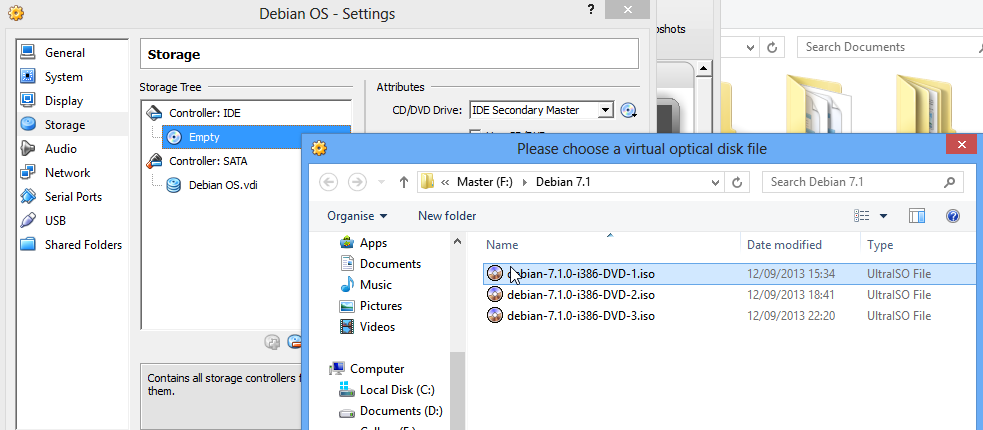 Debian OS - Settings
?
General
System
Display
Storage
Audio
Network
Serial Ports
USB
Shared Folders
Storage
Storage Tree
Controller: IDE
Empty
Controller: SATA
Debian OS.vdi
Contains all storage controllers
them.
Attributes
CD/DVD Drive: IDE Secondary Master
Search Documents
Please choose a virtual optical disk file
Master (F:)
Debian 7.1
Search Debian 7.1
Organise
New folder
Apps
Documents
Music
Pictures
Videos
Computer
Local Disk (C:)
Documents (D:)
Name Date modified Type
debian-7.1.0-i386-DVD-1.iso 12/09/2013 15:34 UltraISO File
debian-7.1.0-i386-DVD-2.iso 12/09/2013 18:41 UltraISO File
debian-7.1.0-i386-DVD-3.iso 12/09/2013 22:20 UltraISO File